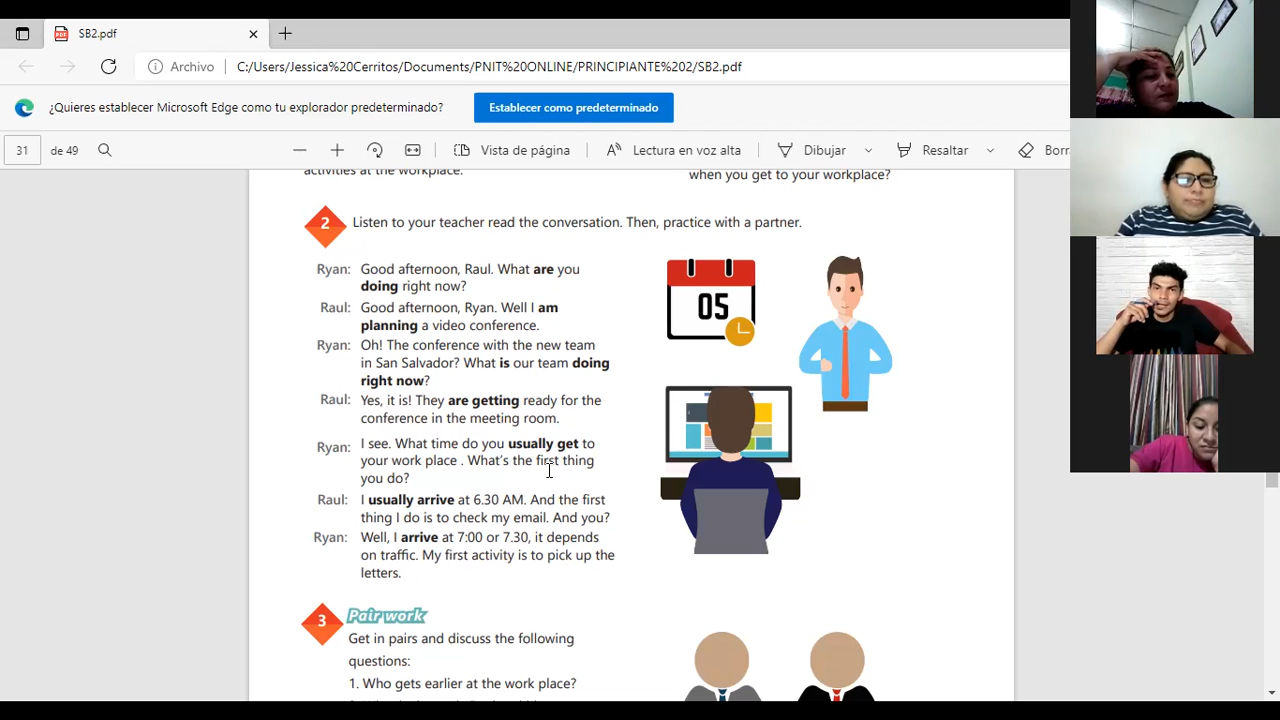 SB2.pdf
Archivo
C:/Users/Jessica%20Cerritos/Documents/PNIT%20ONLINE/PRINCIPIANTE%202/SB2.pdf
¿Quieres establecer Microsoft Edge como tu explorador predeterminado?
Establecer como predeterminado
31 de 49
Vista de página
Lectura en voz alta
Dibujar
Resaltar
Borr
activities at the workplace.
when you get to your workplace?
2
Listen to your teacher read the conversation. Then, practice with a partner.
Ryan: Good afternoon, Raul. What are you
doing right now?
Raul: Good afternoon, Ryan. Well I am
planning a video conference.
Ryan: Oh! The conference with the new team
in San Salvador? What is our team doing
right now?
Raul: Yes, it is! They are getting ready for the
conference in the meeting room.
Ryan: I see. What time do you usually get to
your work place . What's the first thing
you do?
Raul: I usually arrive at 6.30 AM. And the first
thing I do is to check my email. And you?
Ryan: Well, I arrive at 7:00 or 7.30, it depends
on traffic. My first activity is to pick up the
letters.
05
3
Pair work
Get in pairs and discuss the following
questions:
1. Who gets earlier at the work place?